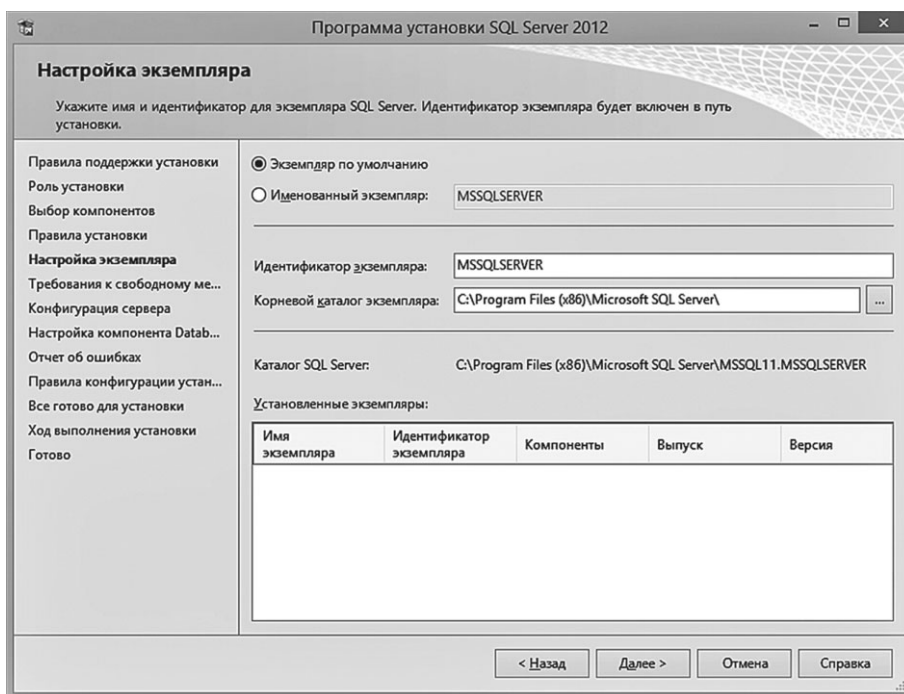 Программа установки SQL Server 2012
Настройка экземпляра
Укажите имя и идентификатор для экземпляра SQL Server. Идентификатор экземпляра будет включен в путь
установки.
Правила поддержки установки
Роль установки
Выбор компонентов
Правила установки
Настройка экземпляра
Требования к свободному ме...
Конфигурация сервера
Настройка компонента Datab...
Отчет об ошибках
Правила конфигурации устан...
Все готово для установки
Ход выполнения установки
Готово
Экземпляр по умолчанию
Именованный экземпляр: MSSQLSERVER
Идентификатор экземпляра: MSSQLSERVER
Корневой каталог экземпляра: C:\Program Files (x86)\Microsoft SQL Server\ ...
Каталог SQL Server: C:\Program Files (x86)\Microsoft SQL Server\MSSQL11.MSSQLSERVER
Установленные экземпляры:
Имя экземпляра Идентификатор экземпляра Компоненты Выпуск Версия
< Назад Далее > Отмена Справка